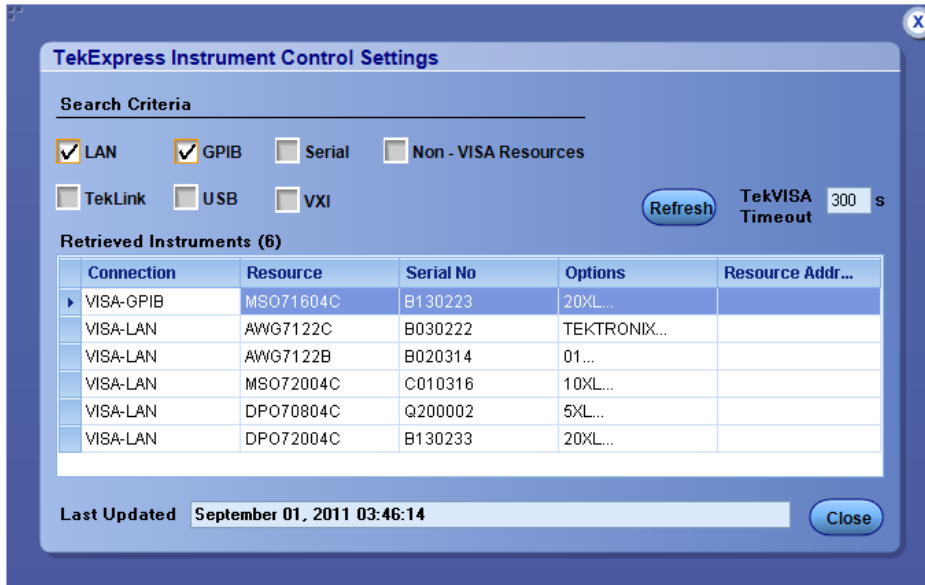 X
TekExpress Instrument Control Settings
Search Criteria
LAN GPIB Serial Non - VISA Resources
TekLink USB VXI Refresh TekVISA Timeout 300 s
Retrieved Instruments (6)
Connection Resource Serial No Options Resource Addr...
VISA-GPIB MSO71604C B130223 20XL...
VISA-LAN AWG7122C B030222 TEKTRONIX...
VISA-LAN AWG7122B B020314 01...
VISA-LAN MSO72004C C010316 10XL...
VISA-LAN DPO70804C Q200002 5XL...
VISA-LAN DPO72004C B130233 20XL...
Last Updated September 01, 2011 03:46:14 Close